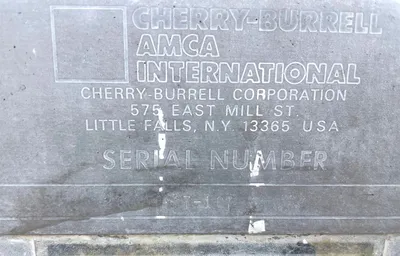 CHERRY-BURRELL
AMCA
INTERNATIONAL
CHERRY-BURRELL CORPORATION
575 EAST MILL ST.
LITTLE FALLS, N.Y. 13365 USA
SERIAL NUMBER